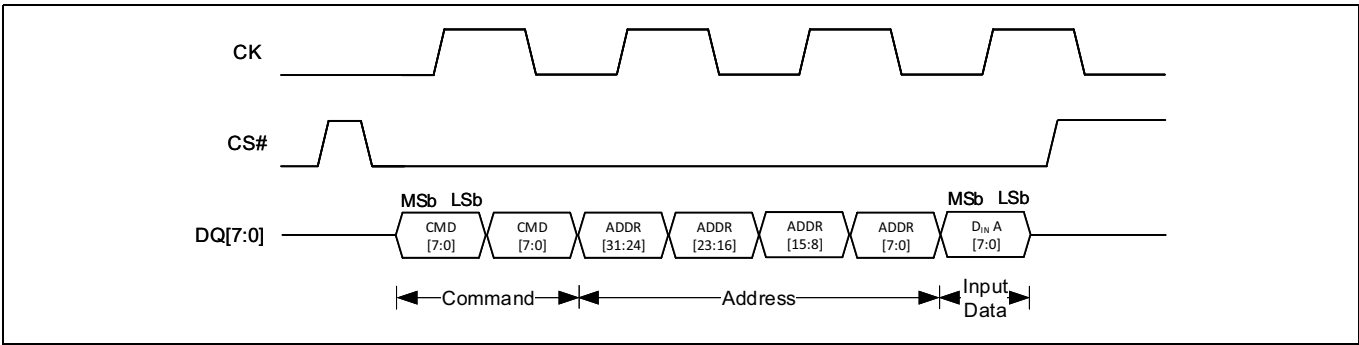 CK
CS#
MSb LSb MSb LSb
DQ[7:0]
CMD [7:0] CMD [7:0] ADDR [31:24] ADDR [23:16] ADDR [15:8] ADDR [7:0] DIN A [7:0]
Command Address Input Data